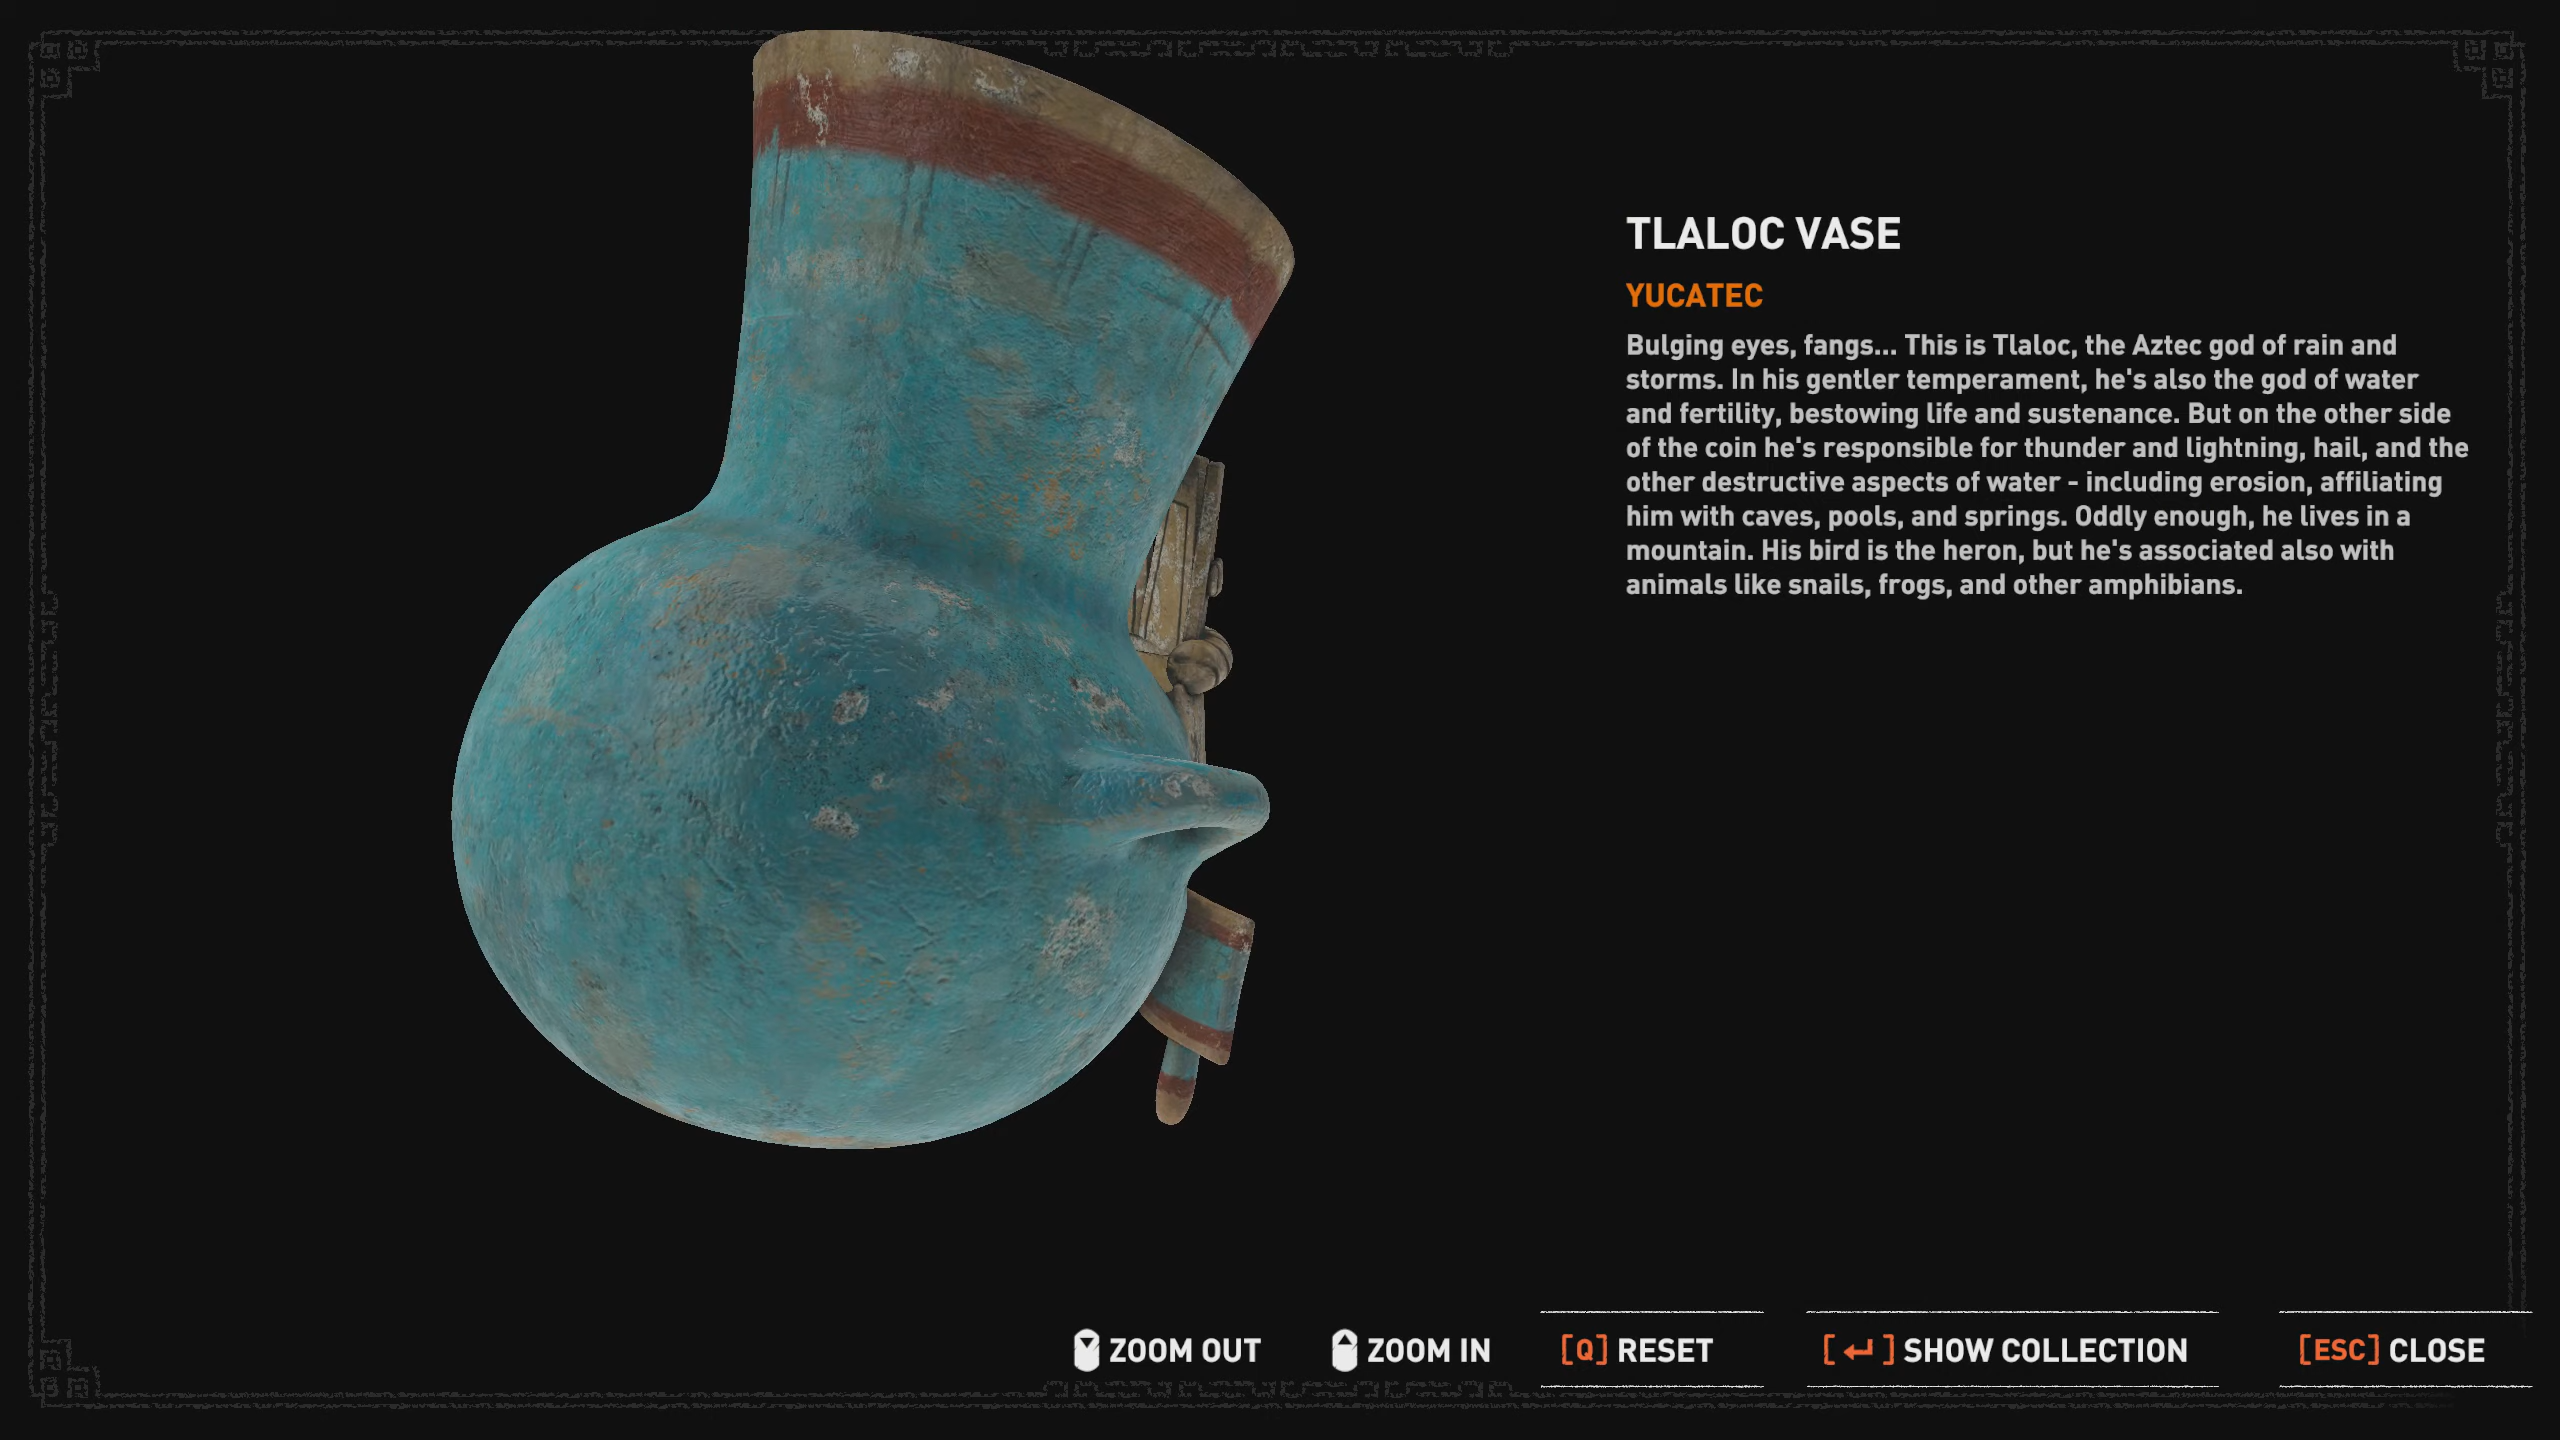 TLALOC VASE
YUCATEC
Bulging eyes, fangs... This is Tlaloc, the Aztec god of rain and
storms. In his gentler temperament, he's also the god of water
and fertility, bestowing life and sustenance. But on the other side
of the coin he's responsible for thunder and lightning, hail, and the
other destructive aspects of water - including erosion, affiliating
him with caves, pools, and springs. Oddly enough, he lives in a
mountain. His bird is the heron, but he's associated also with
animals like snails, frogs, and other amphibians.
ZOOM OUT ZOOM IN [Q] RESET [↵] SHOW COLLECTION [ESC] CLOSE